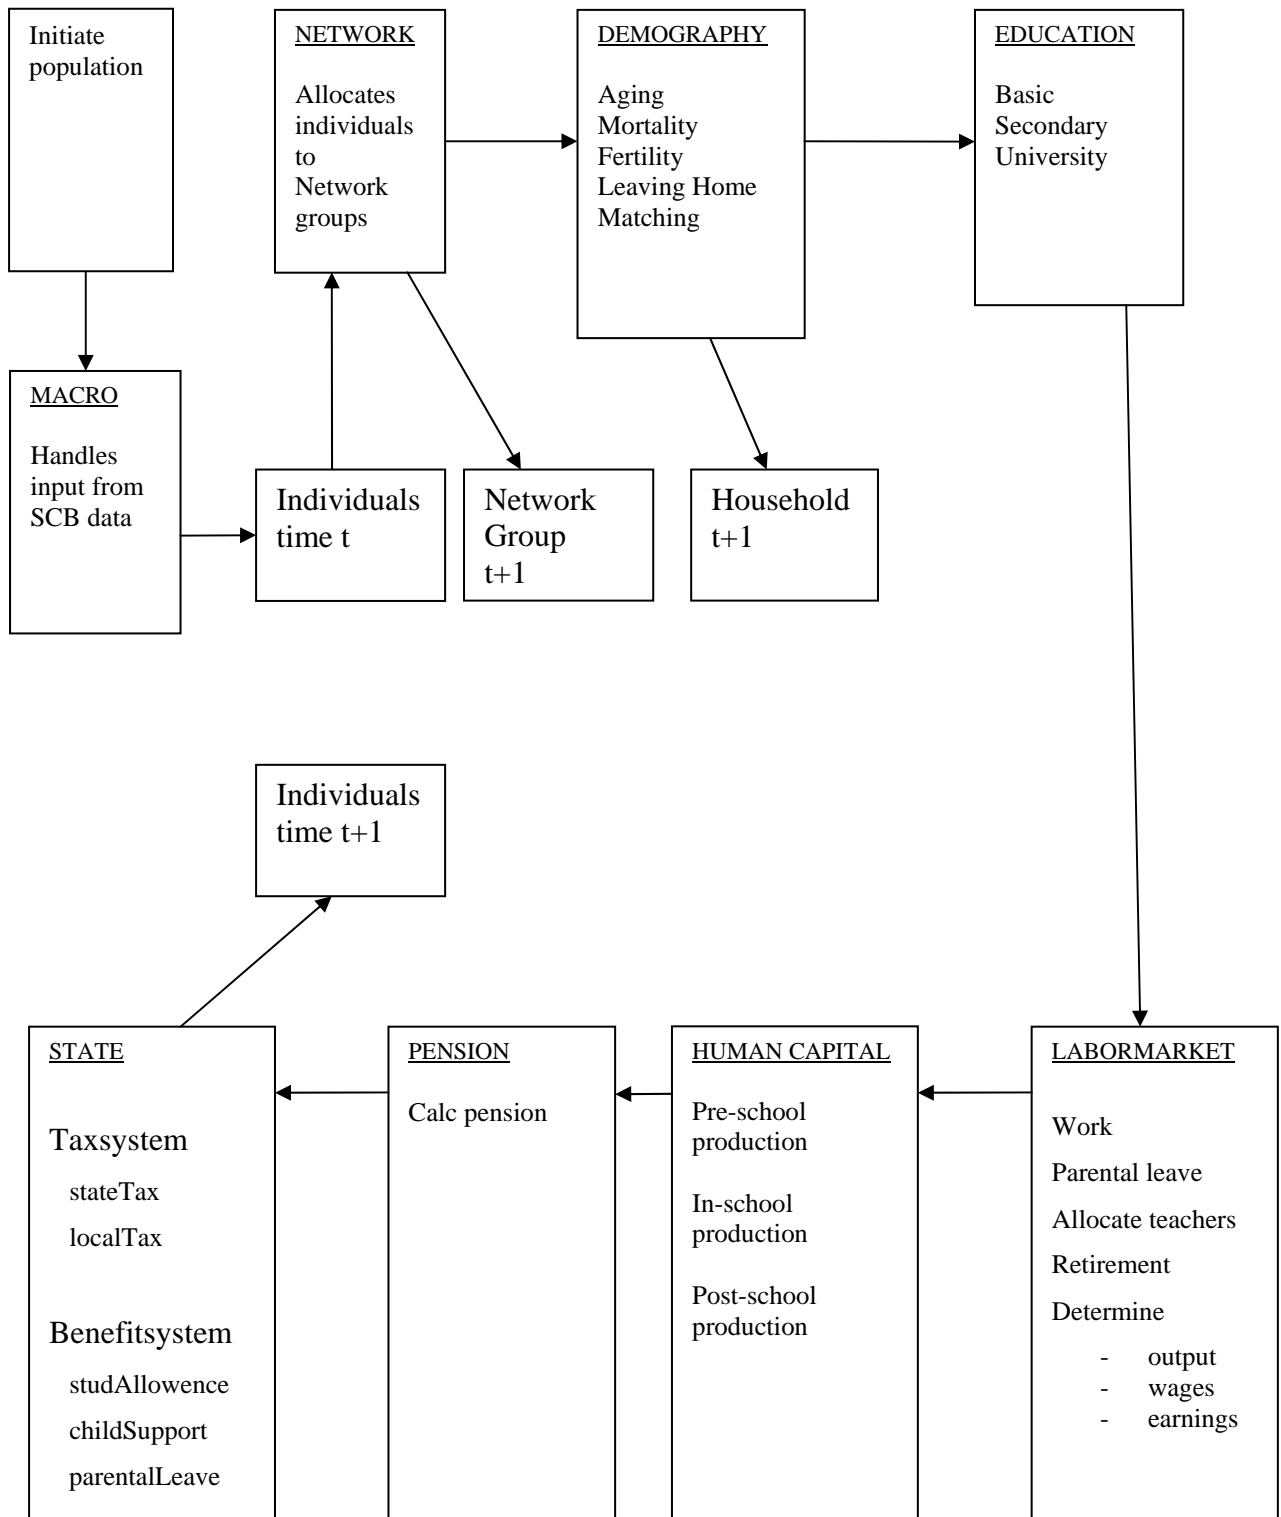 Initiate
population
NETWORK
Allocates
individuals
to
Network
groups
DEMOGRAPHY
Aging
Mortality
Fertility
Leaving Home
Matching
EDUCATION
Basic
Secondary
University
MACRO
Handles
input from
SCB data
Individuals
time t
Network
Group
t+1
Household
t+1
Individuals
time t+1
STATE
Taxsystem
stateTax
localTax
Benefitsystem
studAllowence
childSupport
parentalLeave
PENSION
Calc pension
HUMAN CAPITAL
Pre-school
production
In-school
production
Post-school
production
LABORMARKET
Work
Parental leave
Allocate teachers
Retirement
Determine
- output
- wages
- earnings